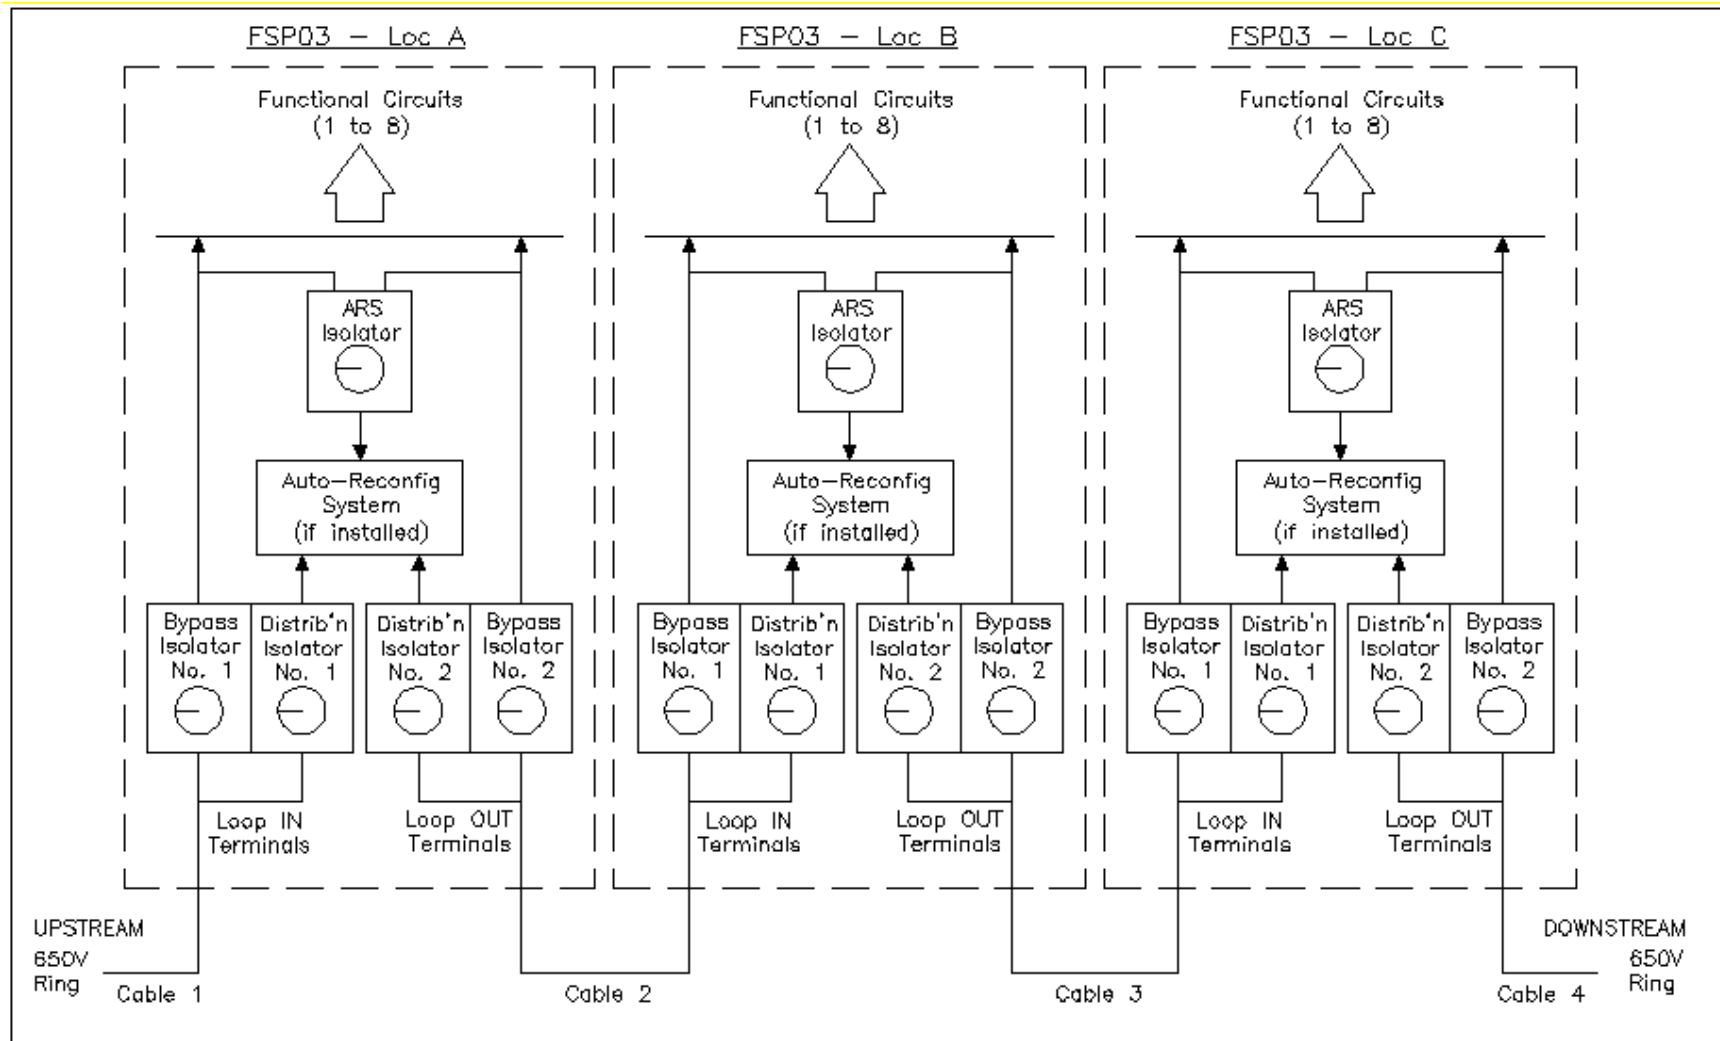 FSP03 - Loc A
FSP03 - Loc B
FSP03 - Loc C
Functional Circuits
(1 to 8)
Functional Circuits
(1 to 8)
Functional Circuits
(1 to 8)
ARS
Isolator
ARS
Isolator
ARS
Isolator
Auto-Reconfig
System
(if installed)
Auto-Reconfig
System
(if installed)
Auto-Reconfig
System
(if installed)
Bypass
Isolator
No. 1
Distrib'n
Isolator
No. 1
Distrib'n
Isolator
No. 2
Bypass
Isolator
No. 2
Bypass
Isolator
No. 1
Distrib'n
Isolator
No. 1
Distrib'n
Isolator
No. 2
Bypass
Isolator
No. 2
Bypass
Isolator
No. 1
Distrib'n
Isolator
No. 1
Distrib'n
Isolator
No. 2
Bypass
Isolator
No. 2
Loop IN
Terminals
Loop OUT
Terminals
Loop IN
Terminals
Loop OUT
Terminals
Loop IN
Terminals
Loop OUT
Terminals
UPSTREAM
650V
Ring
Cable 1
Cable 2
Cable 3
Cable 4
DOWNSTREAM
650V
Ring